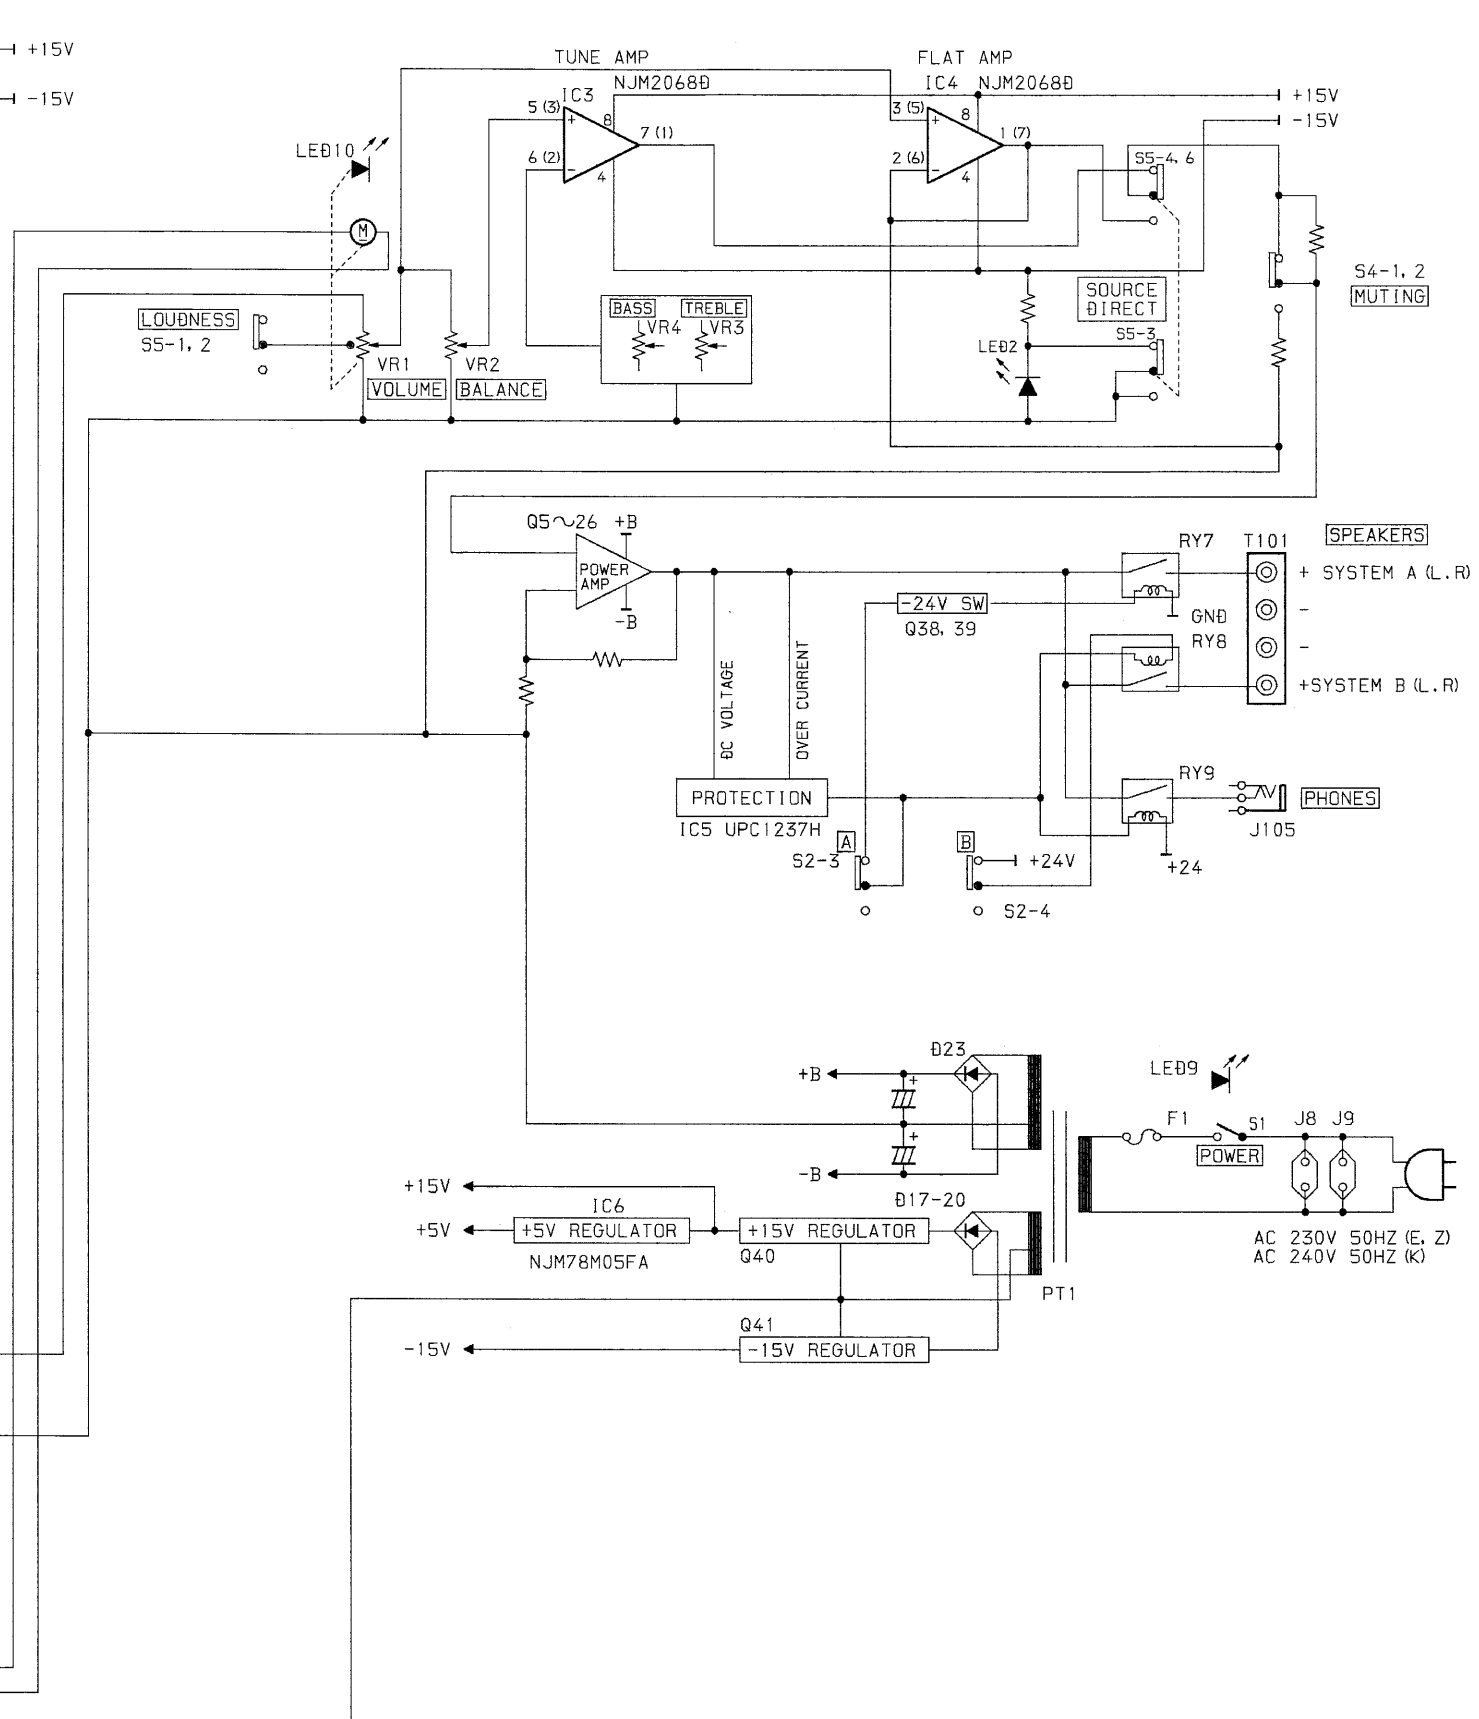 +15V
-15V
TUNE AMP
NJM2068D
IC3
5 (3)
+
8
7 (1)
6 (2)
-
4
FLAT AMP
IC4 NJM2068D
3 (5)
+
8
1 (7)
2 (6)
-
4
+15V
-15V
S5-4, 6
LED10
M
S4-1, 2
MUTING
SOURCE
DIRECT
S5-3
LED2
BASS
VR4
TREBLE
VR3
LOUDNESS
S5-1, 2
VR1
VOLUME
VR2
BALANCE
Q5~26 +B
POWER
AMP
-B
RY7
T101
SPEAKERS
+ SYSTEM A (L.R)
-24V SW
Q38, 39
GND
-
RY8
-
+SYSTEM B (L.R)
DC VOLTAGE
OVER CURRENT
PROTECTION
IC5 UPC1237H
RY9
PHONES
J105
+24
A
S2-3
B
+24V
S2-4
D23
+B
+
+
-B
LED9
F1
S1
POWER
J8 J9
AC 230V 50HZ (E, Z)
AC 240V 50HZ (K)
D17-20
+15V
IC6
+5V
+5V REGULATOR
NJM78M05FA
+15V REGULATOR
Q40
PT1
Q41
-15V
-15V REGULATOR